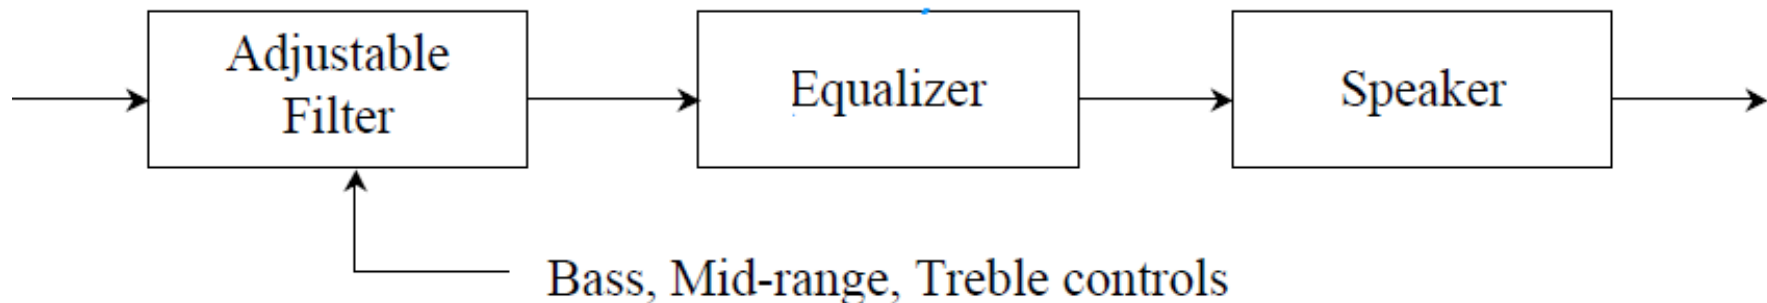 Adjustable
Filter
Equalizer
Speaker
Bass, Mid-range, Treble controls